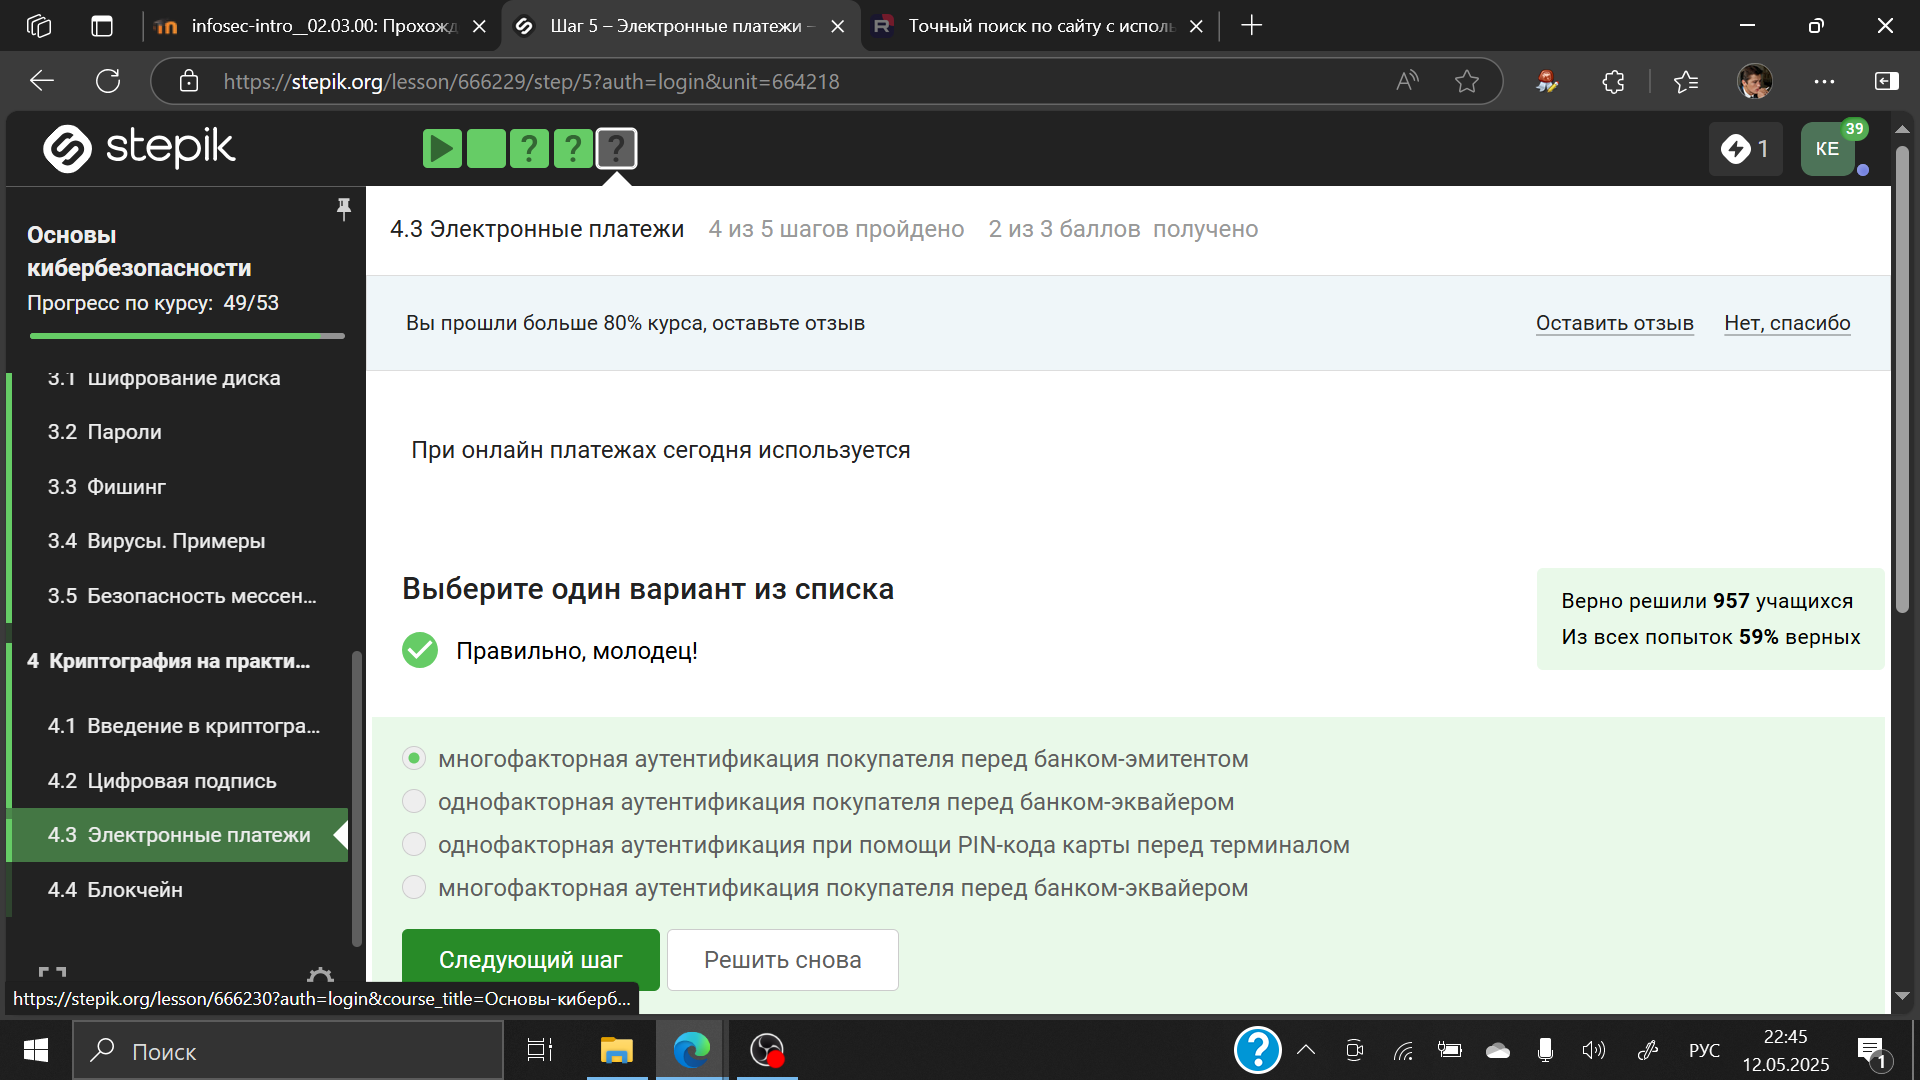 infosec-intro__02.03.00: Прохожд
Шаг 5 – Электронные платежи –
Точный поиск по сайту с исполь
https://stepik.org/lesson/666229/step/5?auth=login&unit=664218
stepik
1
КЕ
39
Основы
кибербезопасности
Прогресс по курсу: 49/53
3.1 Шифрование диска
3.2 Пароли
3.3 Фишинг
3.4 Вирусы. Примеры
3.5 Безопасность мессен...
4 Криптография на практи...
4.1 Введение в криптогра...
4.2 Цифровая подпись
4.3 Электронные платежи
4.4 Блокчейн
4.3 Электронные платежи 4 из 5 шагов пройдено 2 из 3 баллов получено
Вы прошли больше 80% курса, оставьте отзыв
Оставить отзыв
Нет, спасибо
При онлайн платежах сегодня используется
Выберите один вариант из списка
Правильно, молодец!
Верно решили 957 учащихся
Из всех попыток 59% верных
многофакторная аутентификация покупателя перед банком-эмитентом
однофакторная аутентификация покупателя перед банком-эквайером
однофакторная аутентификация при помощи PIN-кода карты перед терминалом
многофакторная аутентификация покупателя перед банком-эквайером
Следующий шаг
Решить снова
https://stepik.org/lesson/666230?auth=login&course_title=Основы-киберб...
Поиск
РУС
22:45
12.05.2025
1